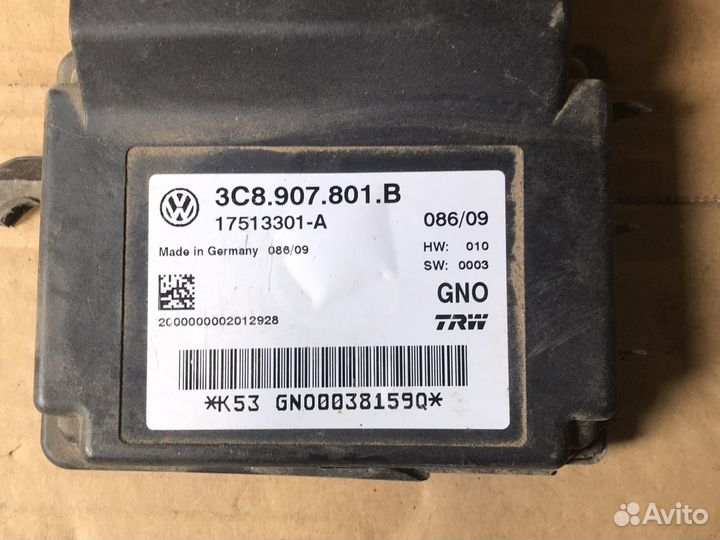 3C8.907.801.B
17513301-A
086/09
Made in Germany 086/09
HW: 010
SW: 0003
GNO
TRW
2000000002012928
*K53 GNO0038159Q*
Avito